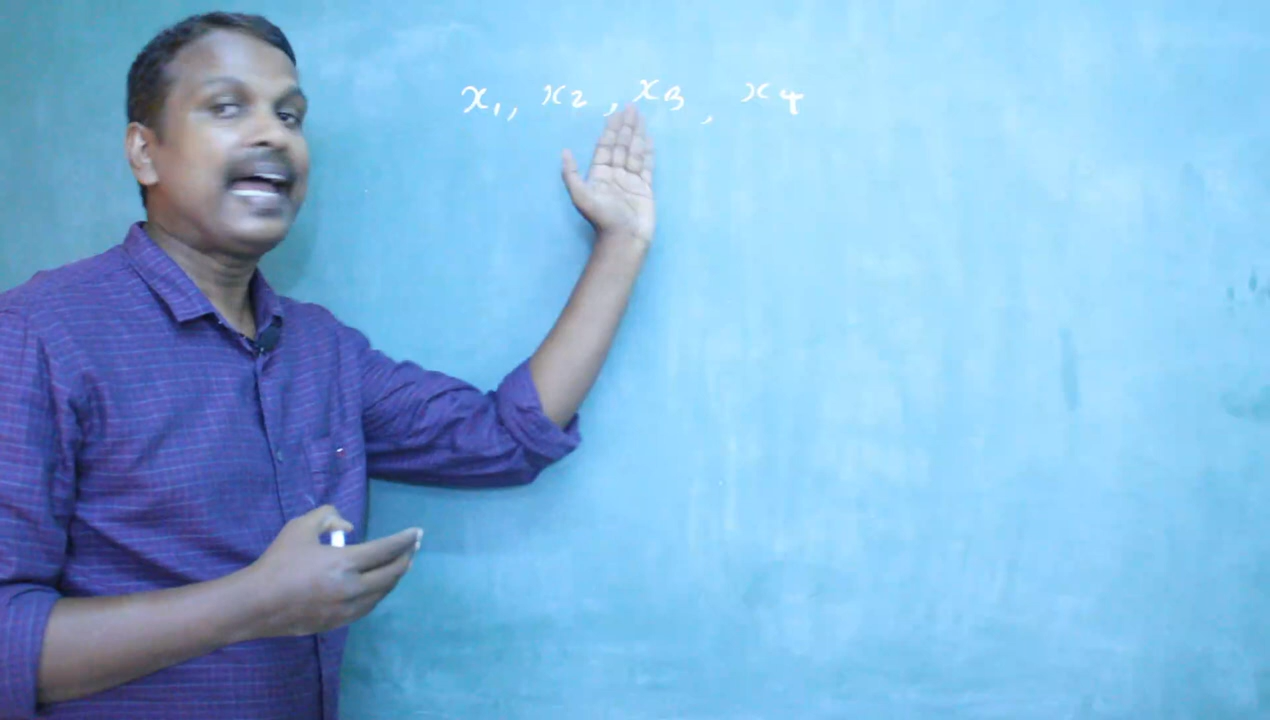 x₁, x₂, x₃, x₄